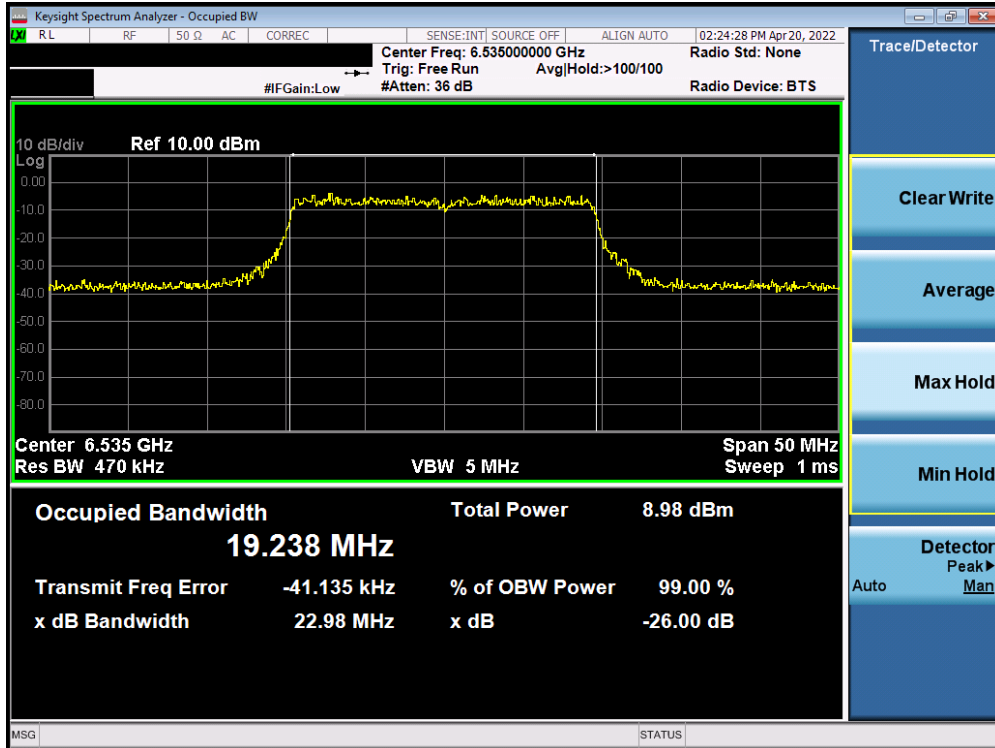 Keysight Spectrum Analyzer - Occupied BW
LXI RL RF 50 Ω AC CORREC SENSE:INT SOURCE OFF ALIGN AUTO 02:24:28 PM Apr 20, 2022
Center Freq: 6.535000000 GHz Radio Std: None
Trig: Free Run Avg|Hold:>100/100
#IFGain:Low #Atten: 36 dB Radio Device: BTS
10 dB/div Ref 10.00 dBm
Log
0.00
-10.0
-20.0
-30.0
-40.0
-50.0
-60.0
-70.0
-80.0
Center 6.535 GHz Span 50 MHz
Res BW 470 kHz VBW 5 MHz Sweep 1 ms
Occupied Bandwidth Total Power 8.98 dBm
19.238 MHz
Transmit Freq Error -41.135 kHz % of OBW Power 99.00 %
x dB Bandwidth 22.98 MHz x dB -26.00 dB
Trace/Detector
Clear Write
Average
Max Hold
Min Hold
Detector
Peak▶
Auto Man
MSG STATUS